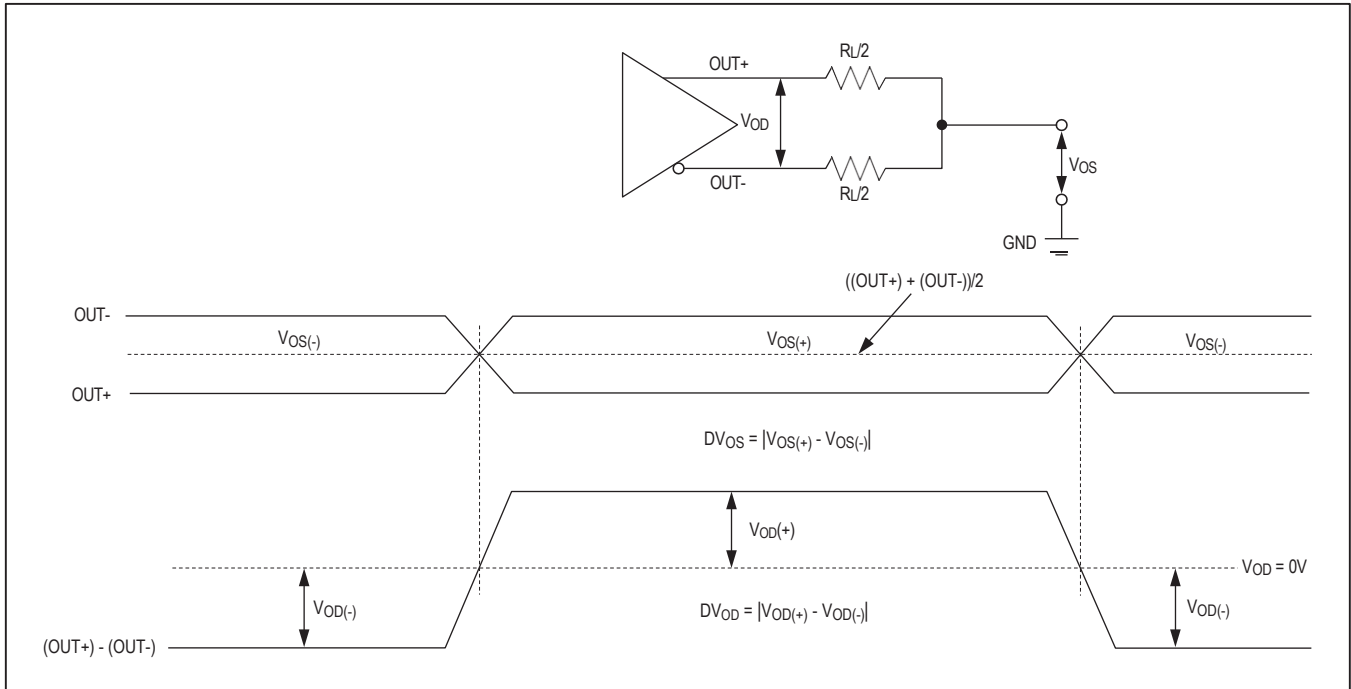 RL/2
OUT+
VOD
OUT-
RL/2
VOS
GND
((OUT+) + (OUT-))/2
OUT-
VOS(-)
VOS(+)
VOS(-)
OUT+
DVOS = |VOS(+) - VOS(-)|
VOD(+)
VOD = 0V
VOD(-)
DVOD = |VOD(+) - VOD(-)|
VOD(-)
(OUT+) - (OUT-)